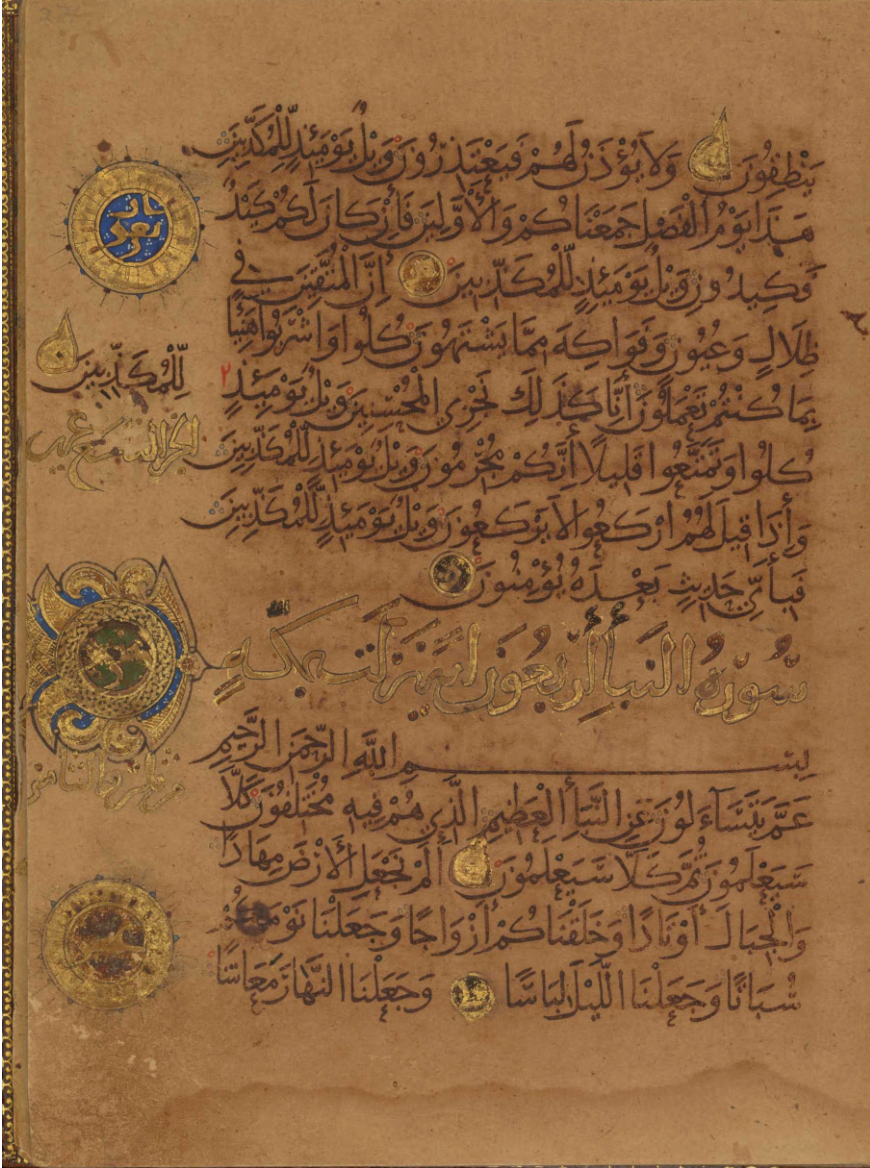 يَنْطِقُونَ وَلَا يُؤْذَنُ لَهُمْ فَيَعْتَذِرُونَ وَيْلٌ يَوْمَئِذٍ لِّلْمُكَذِّبِينَ
هَذَا يَوْمُ الْفَصْلِ جَمَعْنَاكُمْ وَالْأَوَّلِينَ فَإِنْ كَانَ لَكُمْ كَيْدٌ
فَكِيدُونِ وَيْلٌ يَوْمَئِذٍ لِّلْمُكَذِّبِينَ إِنَّ الْمُتَّقِينَ فِي
ظِلَالٍ وَعُيُونٍ وَفَوَاكِهَ مِمَّا يَشْتَهُونَ كُلُوا وَاشْرَبُوا هَنِيئًا
بِمَا كُنْتُمْ تَعْمَلُونَ إِنَّا كَذَلِكَ نَجْزِي الْمُحْسِنِينَ وَيْلٌ يَوْمَئِذٍ ٢
لِّلْمُكَذِّبِينَ
كُلُوا وَتَمَتَّعُوا قَلِيلًا إِنَّكُمْ مُجْرِمُونَ وَيْلٌ يَوْمَئِذٍ لِّلْمُكَذِّبِينَ
وَإِذَا قِيلَ لَهُمُ ارْكَعُوا لَا يَرْكَعُونَ وَيْلٌ يَوْمَئِذٍ لِّلْمُكَذِّبِينَ
فَبِأَيِّ حَدِيثٍ بَعْدَهُ يُؤْمِنُونَ
سُورَةُ النَّبَأِ أَرْبَعُونَ آيَة نزلت بمكة
بِسْمِ اللَّهِ الرَّحْمَنِ الرَّحِيمِ
عَمَّ يَتَسَاءَلُونَ عَنِ النَّبَإِ الْعَظِيمِ الَّذِي هُمْ فِيهِ مُخْتَلِفُونَ كَلَّا
سَيَعْلَمُونَ ثُمَّ كَلَّا سَيَعْلَمُونَ أَلَمْ نَجْعَلِ الْأَرْضَ مِهَادًا
وَالْجِبَالَ أَوْتَادًا وَخَلَقْنَاكُمْ أَزْوَاجًا وَجَعَلْنَا نَوْمَكُمْ
سُبَاتًا وَجَعَلْنَا اللَّيْلَ لِبَاسًا وَجَعَلْنَا النَّهَارَ مَعَاشًا